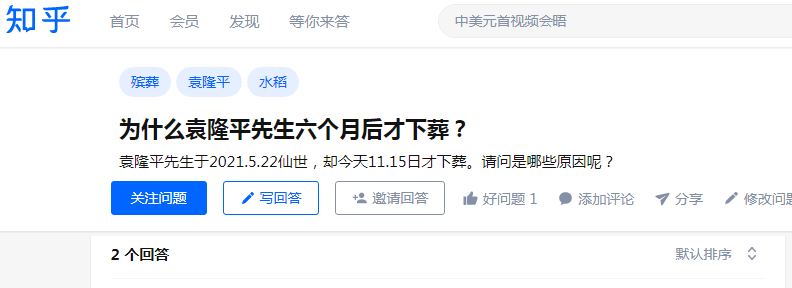 知乎 首页 会员 发现 等你来答 中美元首视频会晤
殡葬 袁隆平 水稻
为什么袁隆平先生六个月后才下葬？
袁隆平先生于2021.5.22仙世，却今天11.15日才下葬。请问是哪些原因呢？
关注问题 写回答 邀请回答 好问题 1 添加评论 分享 修改问题
2 个回答 默认排序